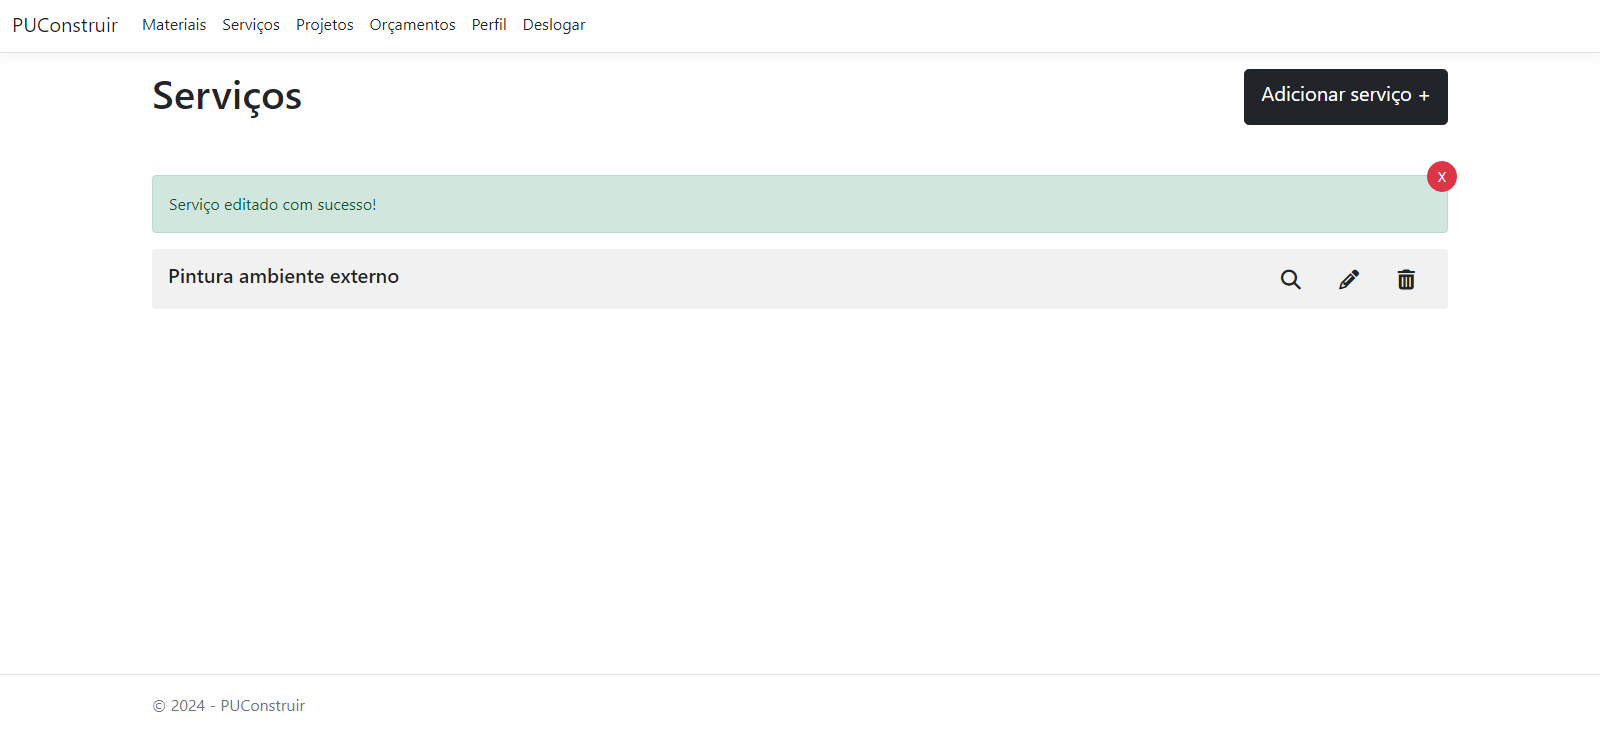 PUConstruir Materiais Serviços Projetos Orçamentos Perfil Deslogar
Serviços
Adicionar serviço +
X
Serviço editado com sucesso!
Pintura ambiente externo
© 2024 - PUConstruir